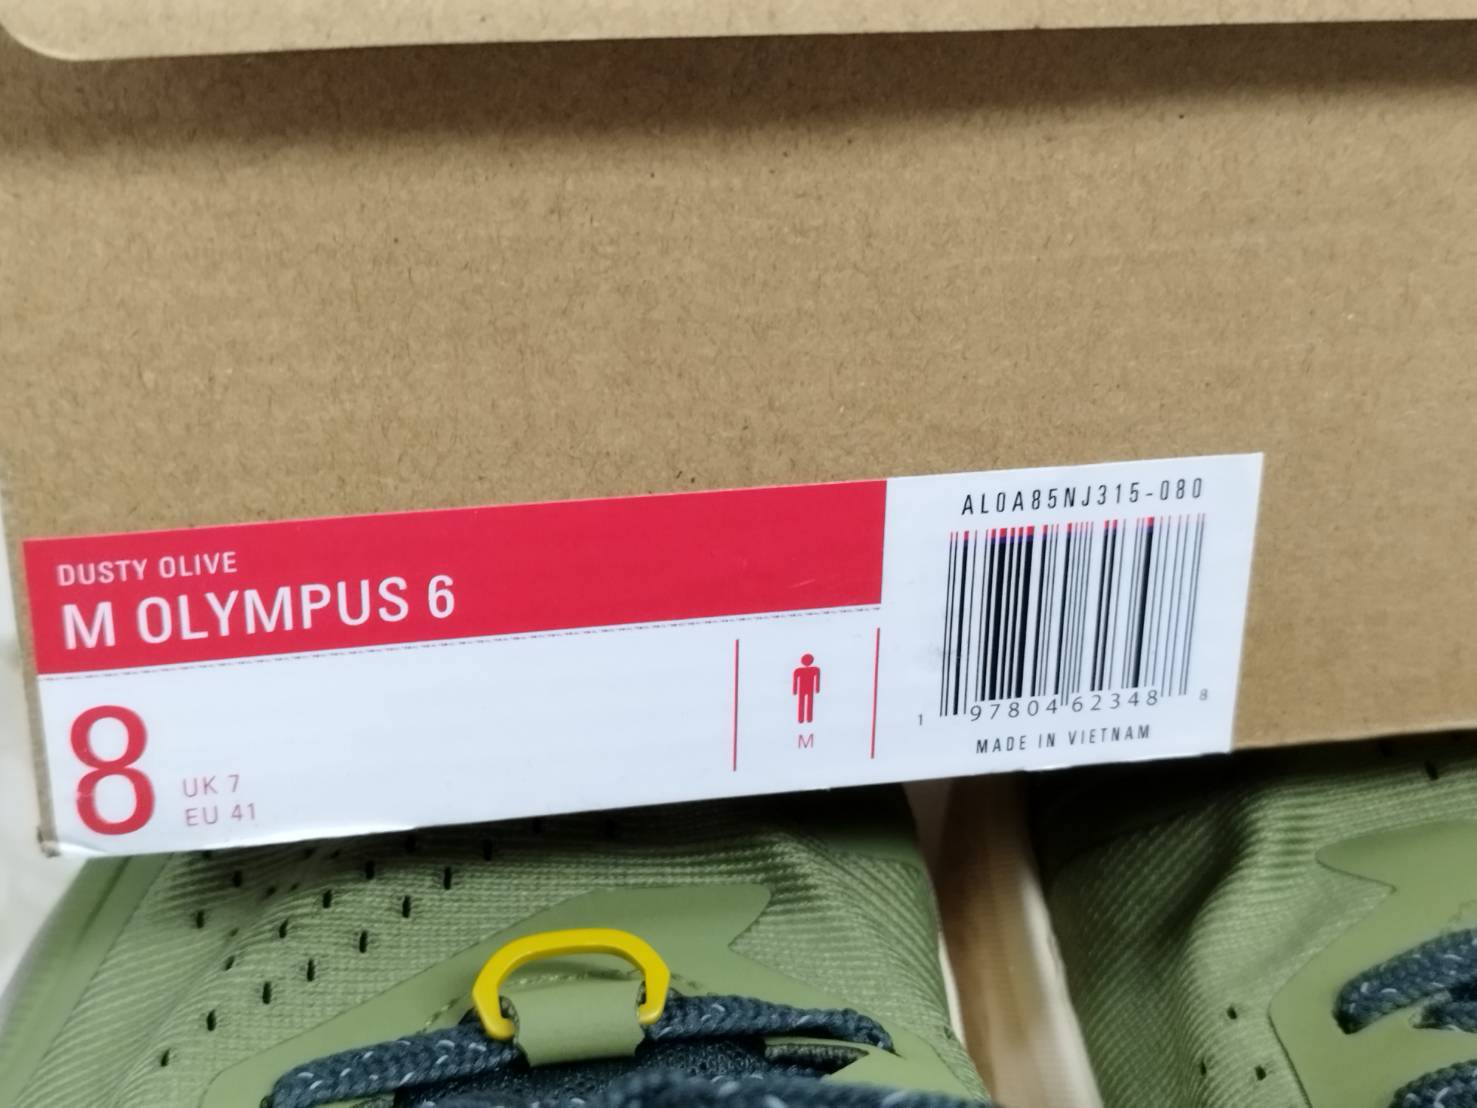 DUSTY OLIVE
M OLYMPUS 6
8
UK 7
EU 41
M
AL0A85NJ315-080
1 97804 62348 8
MADE IN VIETNAM